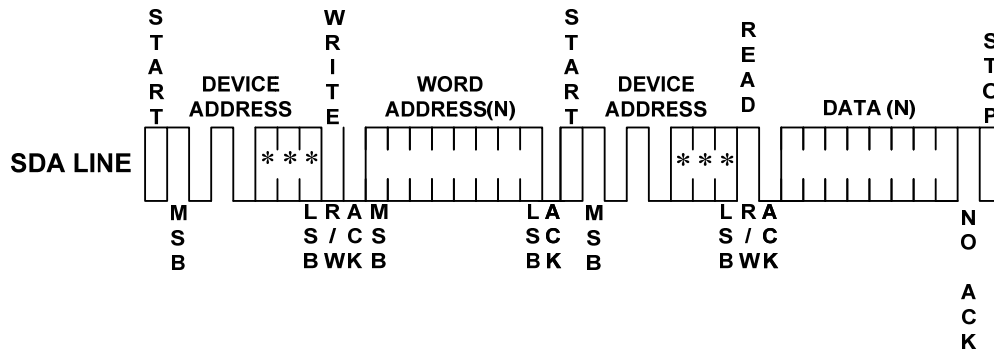 START
WRITE
START
READ
STOP
DEVICE
ADDRESS
WORD
ADDRESS(N)
DEVICE
ADDRESS
DATA (N)
SDA LINE
* * *
* * *
MSB
LSB
R/W
ACK
MSB
LSB
ACK
MSB
LSB
R/W
ACK
NO ACK